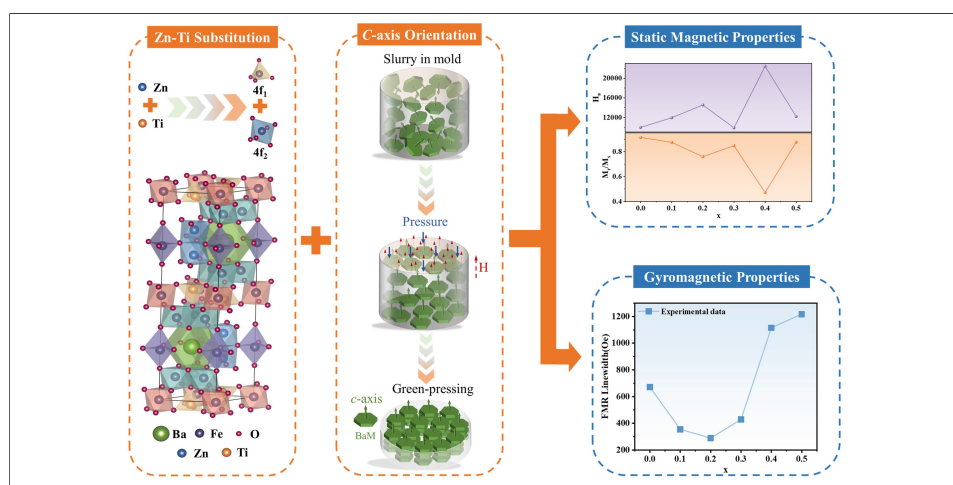 Zn-Ti Substitution
Zn
Ti
4f1
4f2
Ba Fe O
Zn Ti
C-axis Orientation
Slurry in mold
Pressure
H
Green-pressing
c-axis
BaM
Static Magnetic Properties
20000
16000
12000
Ha
0.8
0.6
0.4
Mr/Ms
0.0 0.1 0.2 0.3 0.4 0.5
x
Gyromagnetic Properties
Experimental data
1200
1000
800
600
400
200
FMR Linewidth(Oe)
0.0 0.1 0.2 0.3 0.4 0.5
x